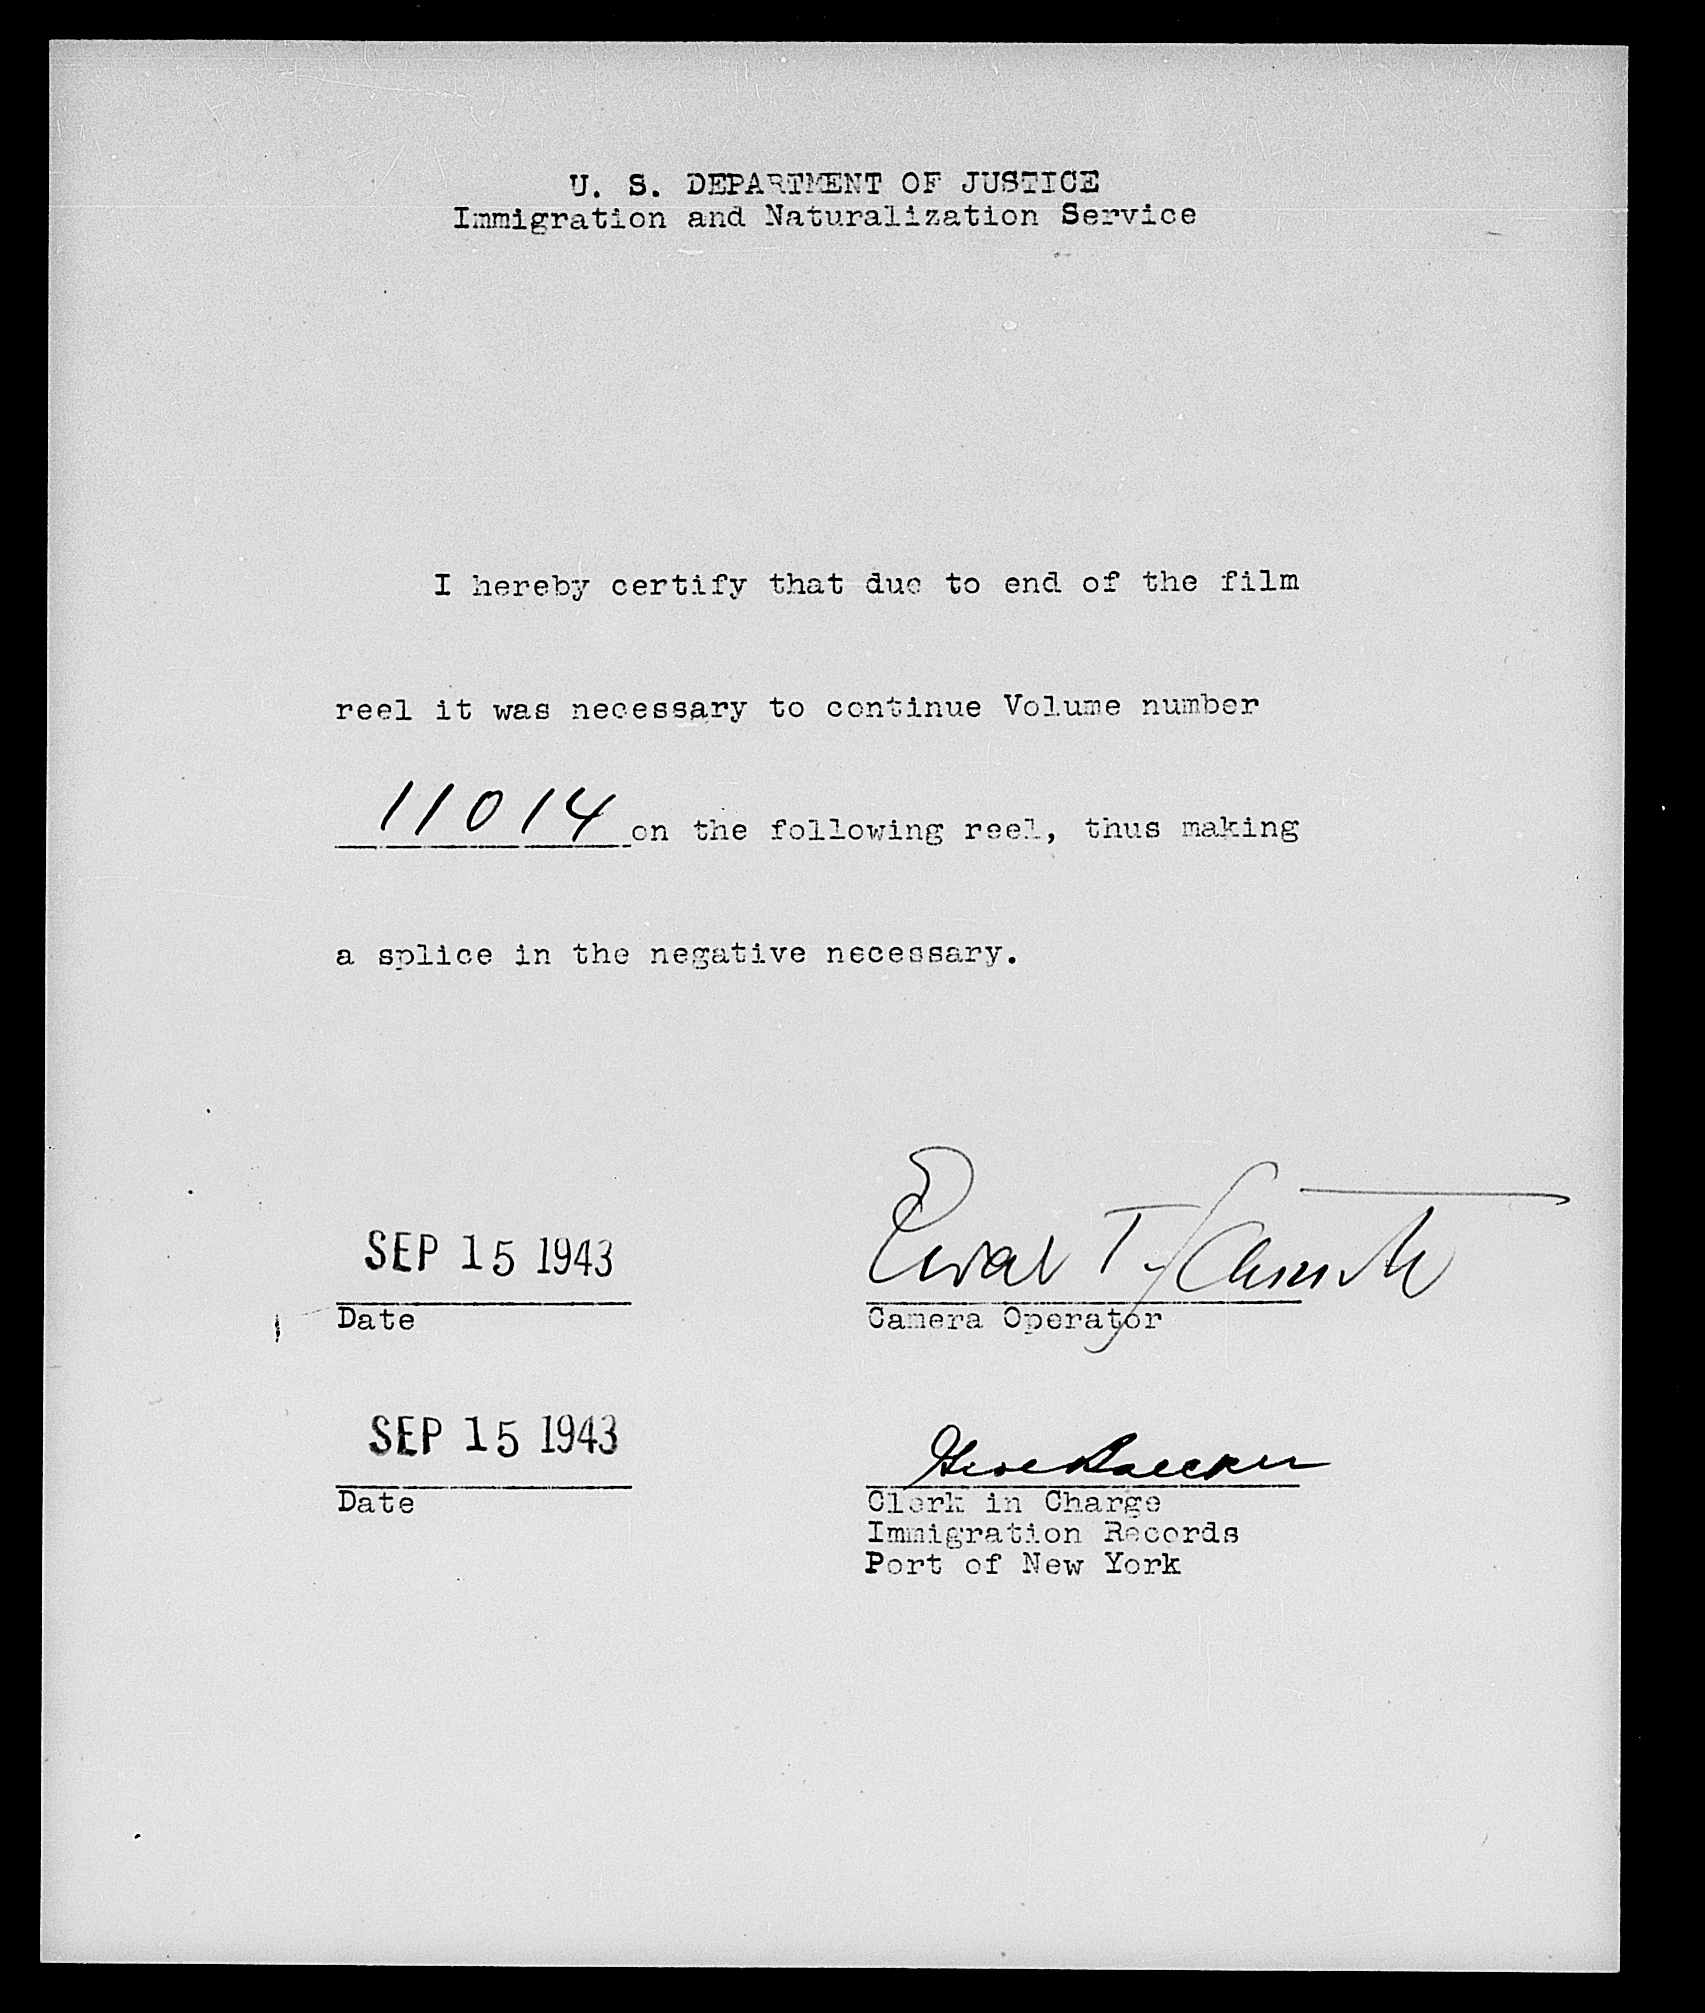 U. S. DEPARTMENT OF JUSTICE
Immigration and Naturalization Service
I hereby certify that due to end of the film
reel it was necessary to continue Volume number
11014 on the following reel, thus making
a splice in the negative necessary.
SEP 15 1943
Date
T.
Camera Operator
SEP 15 1943
Date
Clerk in Charge
Immigration Records
Port of New York